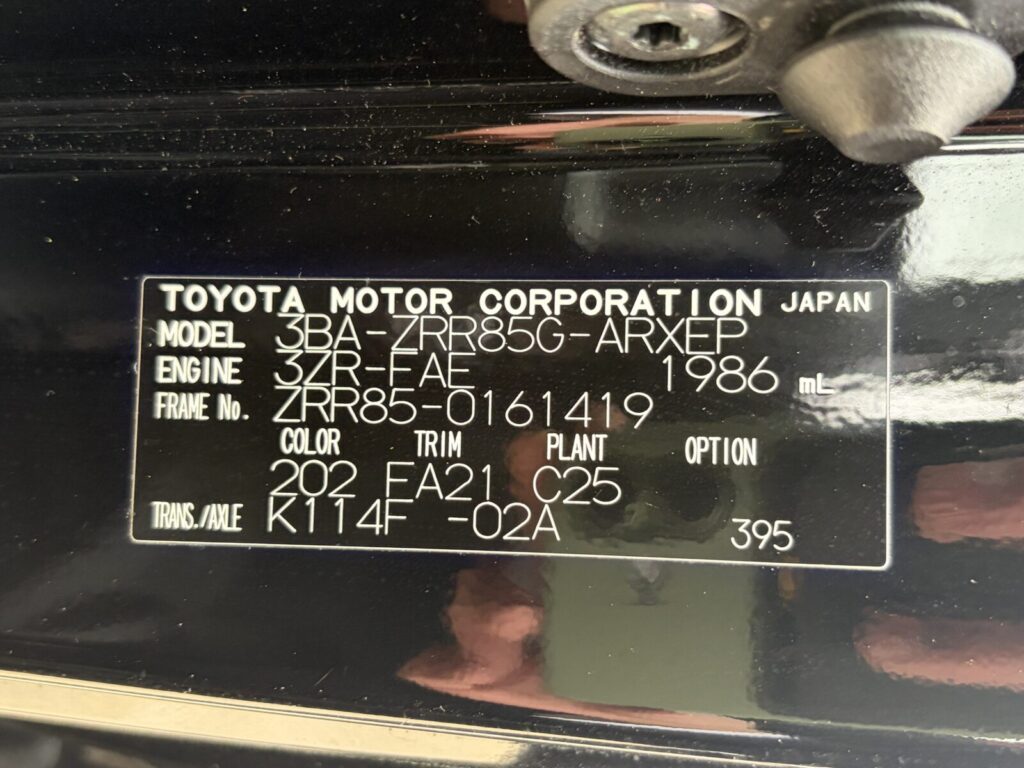 TOYOTA MOTOR CORPORATION JAPAN
MODEL 3BA-ZRR85G-ARXEP
ENGINE 3ZR-FAE 1986 mL
FRAME No. ZRR85-0161419
COLOR TRIM PLANT OPTION
202 EA21 C25
TRANS./AXLE K114F -02A 395